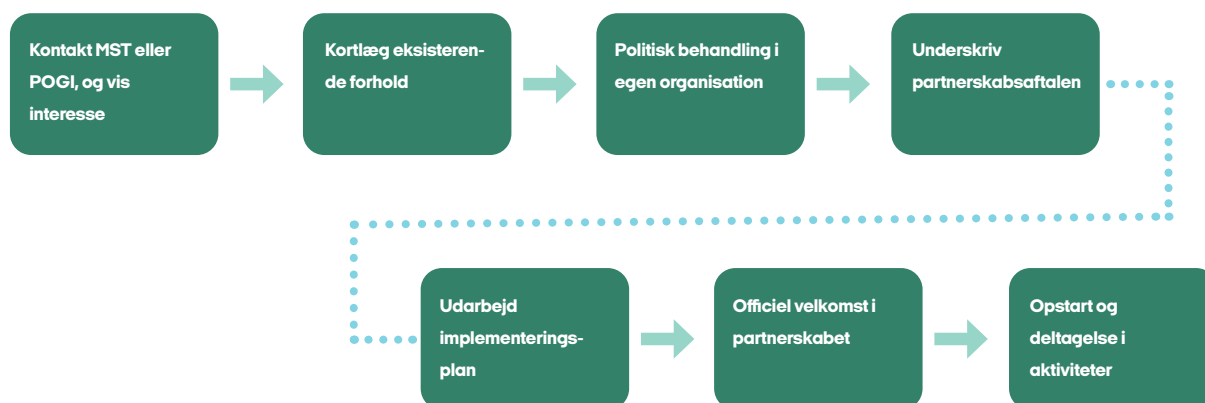 Kontakt MST eller
POGI, og vis
interesse
Kortlæg eksisteren-
de forhold
Politisk behandling i
egen organisation
Underskriv
partnerskabsaftalen
Udarbejd
implementerings-
plan
Officiel velkomst i
partnerskabet
Opstart og
deltagelse i
aktiviteter